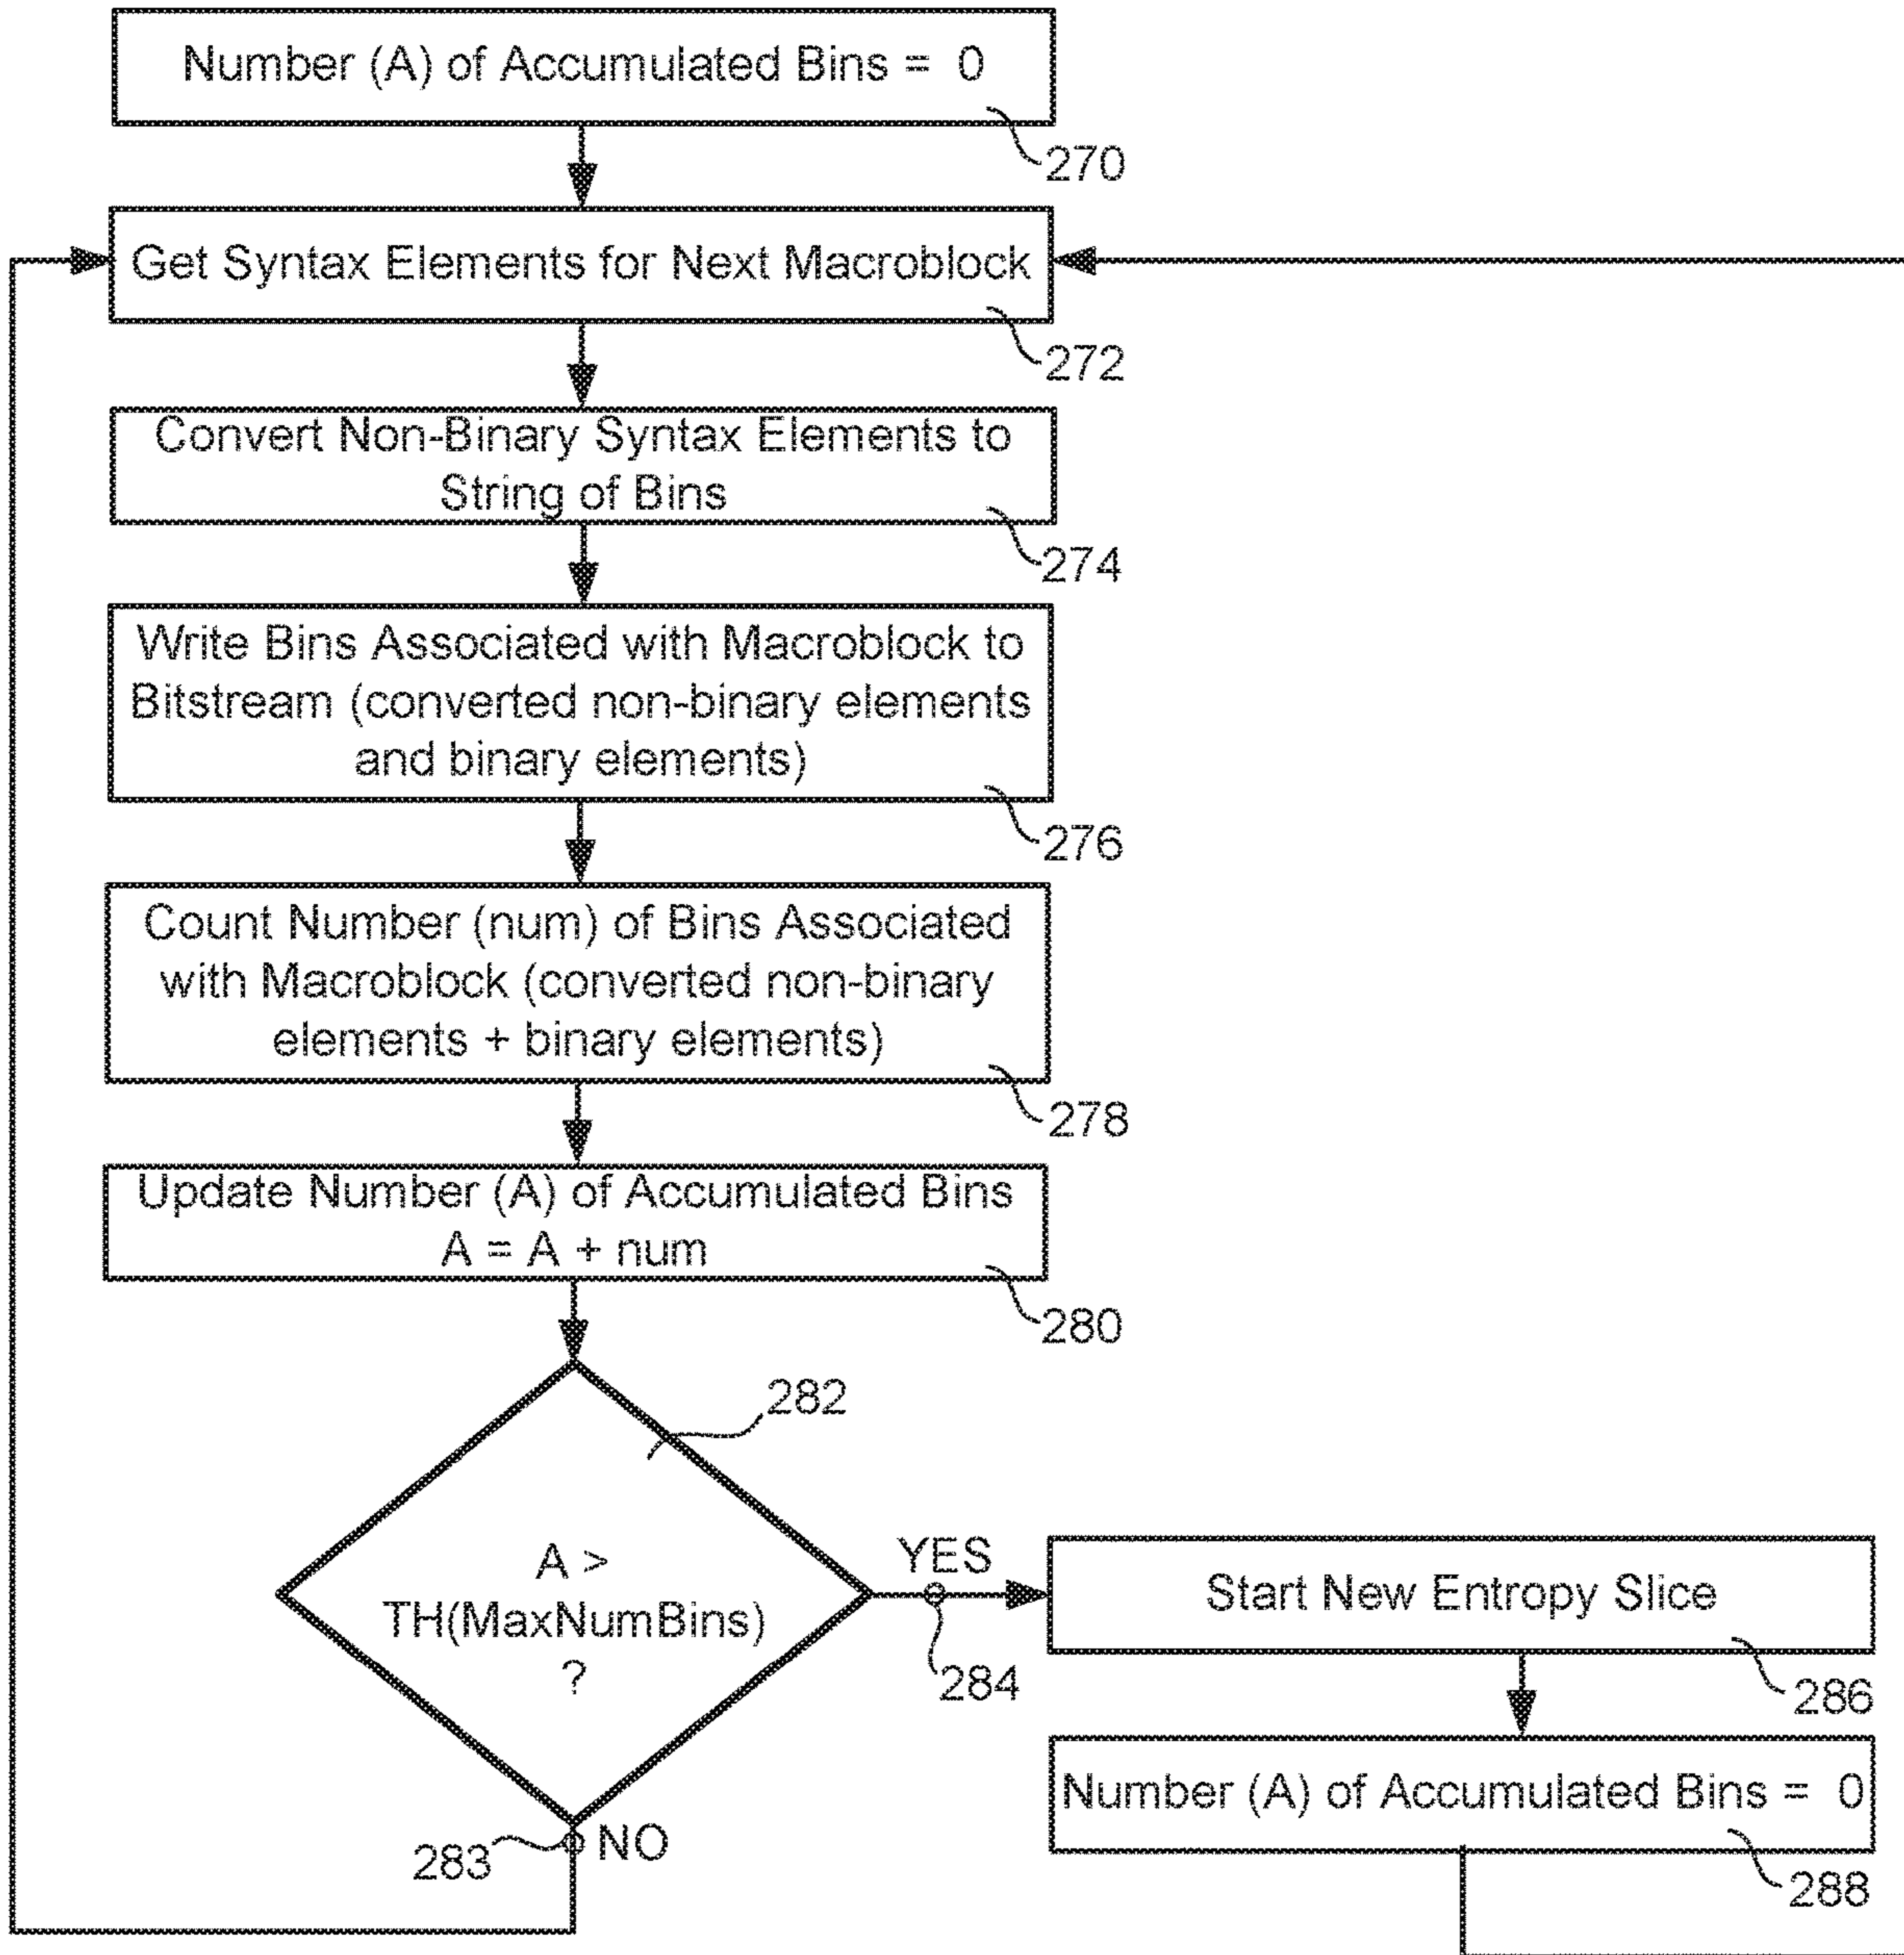 Number (A) of Accumulated Bins = 0
270
Get Syntax Elements for Next Macroblock
272
Convert Non-Binary Syntax Elements to
String of Bins
274
Write Bins Associated with Macroblock to
Bitstream (converted non-binary elements
and binary elements)
276
Count Number (num) of Bins Associated
with Macroblock (converted non-binary
elements + binary elements)
278
Update Number (A) of Accumulated Bins
A = A + num
280
282
A >
TH(MaxNumBins)
?
YES
284
283
NO
Start New Entropy Slice
286
Number (A) of Accumulated Bins = 0
288